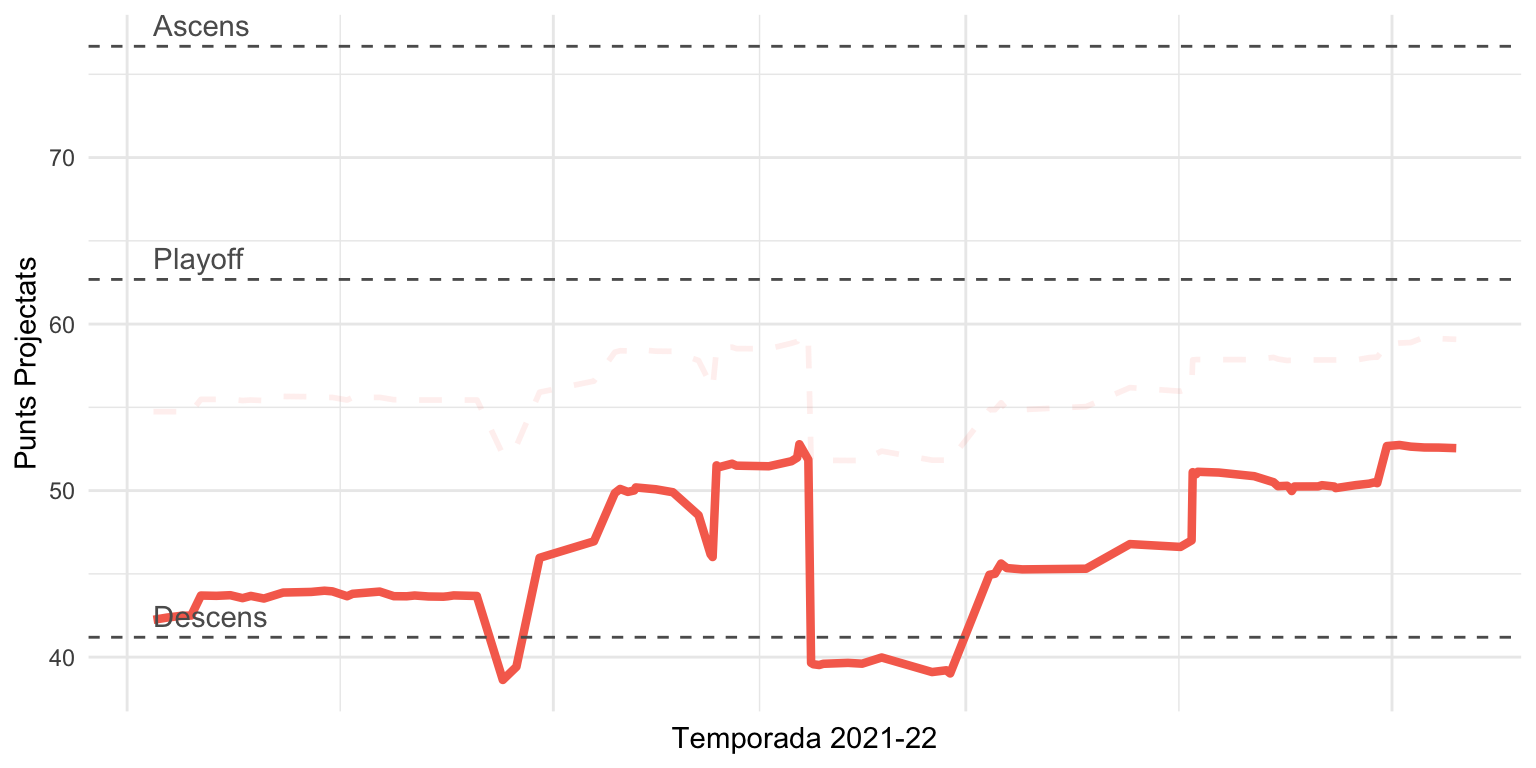 Ascens
70
Playoff
60
Punts Projectats
50
Descens
40
Temporada 2021-22